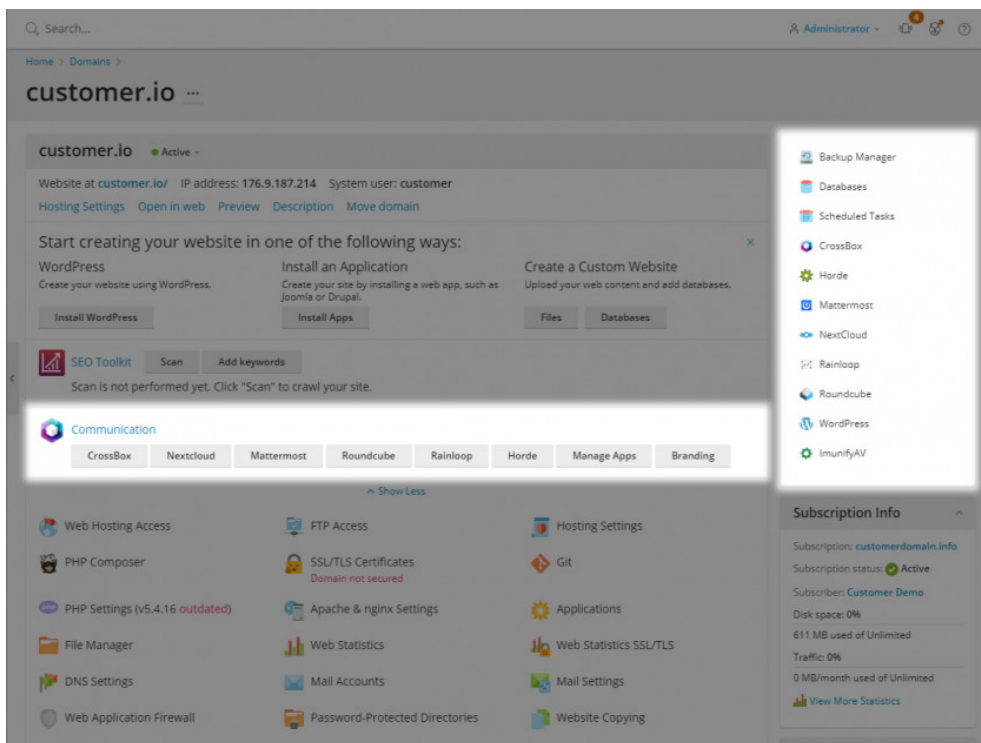 Search...
Administrator
4
Home > Domains >
customer.io ...
customer.io Active
Website at customer.io/ IP address: 176.9.187.214 System user: customer
Hosting Settings Open in web Preview Description Move domain
Start creating your website in one of the following ways:
WordPress
Create your website using WordPress.
Install WordPress
Install an Application
Create your site by installing a web app, such as
Joomla or Drupal.
Install Apps
Create a Custom Website
Upload your web content and add databases.
Files Databases
SEO Toolkit Scan Add keywords
Scan is not performed yet. Click "Scan" to crawl your site.
Communication
CrossBox Nextcloud Mattermost Roundcube Rainloop Horde Manage Apps Branding
Show Less
Web Hosting Access FTP Access Hosting Settings
PHP Composer SSL/TLS Certificates Git
Domain not secured
PHP Settings (v5.4.16 outdated) Apache & nginx Settings Applications
File Manager Web Statistics Web Statistics SSL/TLS
DNS Settings Mail Accounts Mail Settings
Web Application Firewall Password-Protected Directories Website Copying
Backup Manager
Databases
Scheduled Tasks
CrossBox
Horde
Mattermost
NextCloud
Rainloop
Roundcube
WordPress
ImunifyAV
Subscription Info
Subscription: customerdomain.info
Subscription status: Active
Subscriber: Customer Demo
Disk space: 0%
611 MB used of Unlimited
Traffic: 0%
0 MB/month used of Unlimited
View More Statistics